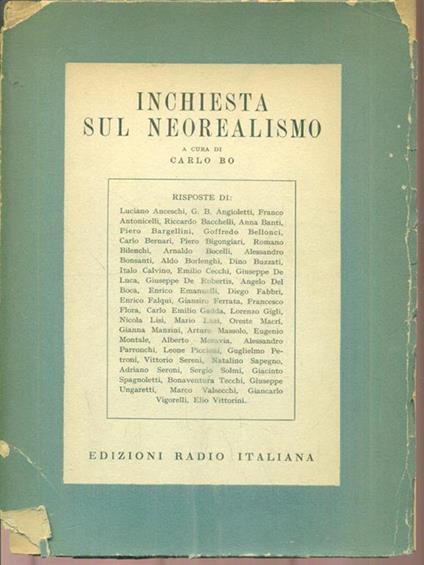 INCHIESTA
SUL NEOREALISMO
A CURA DI
CARLO BO
RISPOSTE DI:
Luciano Anceschi, G. B. Angioletti, Franco
Antonicelli, Riccardo Bacchelli, Anna Banti,
Piero Bargellini, Goffredo Bellonci,
Carlo Bernari, Piero Bigongiari, Romano
Bilenchi, Arnaldo Bocelli, Alessandro
Bonsanti, Aldo Borlenghi, Dino Buzzati,
Italo Calvino, Emilio Cecchi, Giuseppe De
Luca, Giuseppe De Robertis, Angelo Del
Boca, Enrico Emanuelli, Diego Fabbri,
Enrico Falqui, Giansiro Ferrata, Francesco
Flora, Carlo Emilio Gadda, Lorenzo Gigli,
Nicola Lisi, Mario Luzi, Oreste Macrì,
Gianna Manzini, Arturo Massolo, Eugenio
Montale, Alberto Moravia, Alessandro
Parronchi, Leone Piccioni, Guglielmo Pe-
troni, Vittorio Sereni, Natalino Sapegno,
Adriano Seroni, Sergio Solmi, Giacinto
Spagnoletti, Bonaventura Tecchi, Giuseppe
Ungaretti, Marco Valsecchi, Giancarlo
Vigorelli, Elio Vittorini.
EDIZIONI RADIO ITALIANA